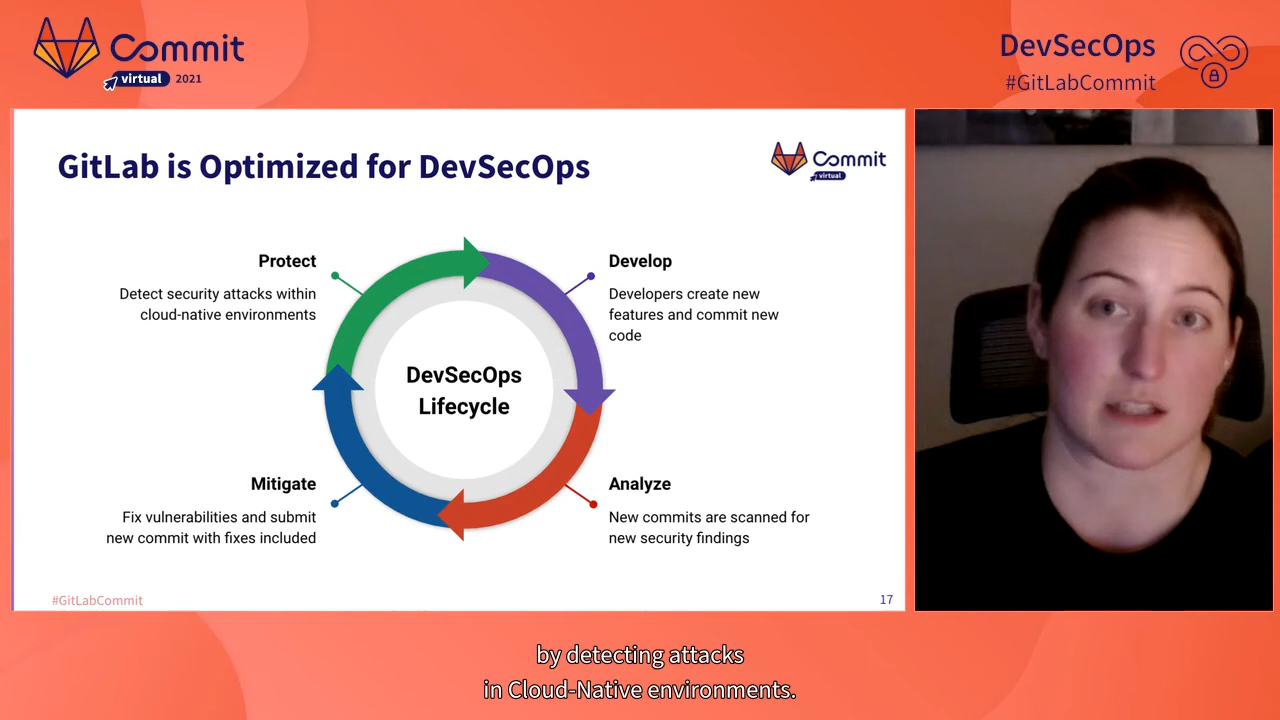 Commit
virtual 2021
DevSecOps
#GitLabCommit
GitLab is Optimized for DevSecOps
Commit
virtual
Protect
Detect security attacks within
cloud-native environments
Develop
Developers create new
features and commit new
code
DevSecOps
Lifecycle
Mitigate
Fix vulnerabilities and submit
new commit with fixes included
Analyze
New commits are scanned for
new security findings
#GitLabCommit
17
by detecting attacks
in Cloud-Native environments.